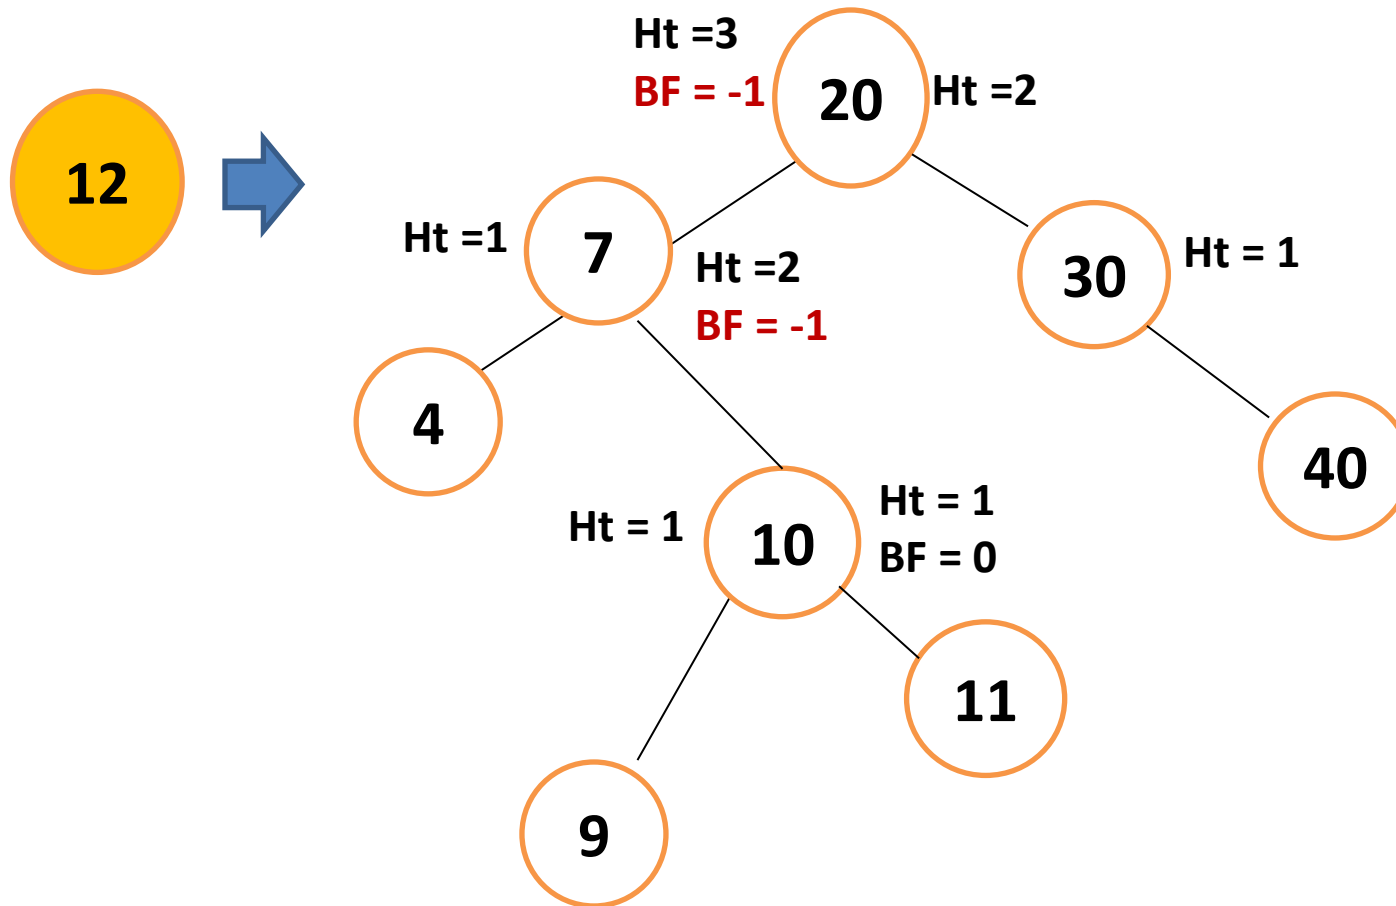 Ht =3
BF = -1
20
Ht =2
12
Ht =1
7
Ht =2
BF = -1
30
Ht = 1
4
40
Ht = 1
10
Ht = 1
BF = 0
11
9